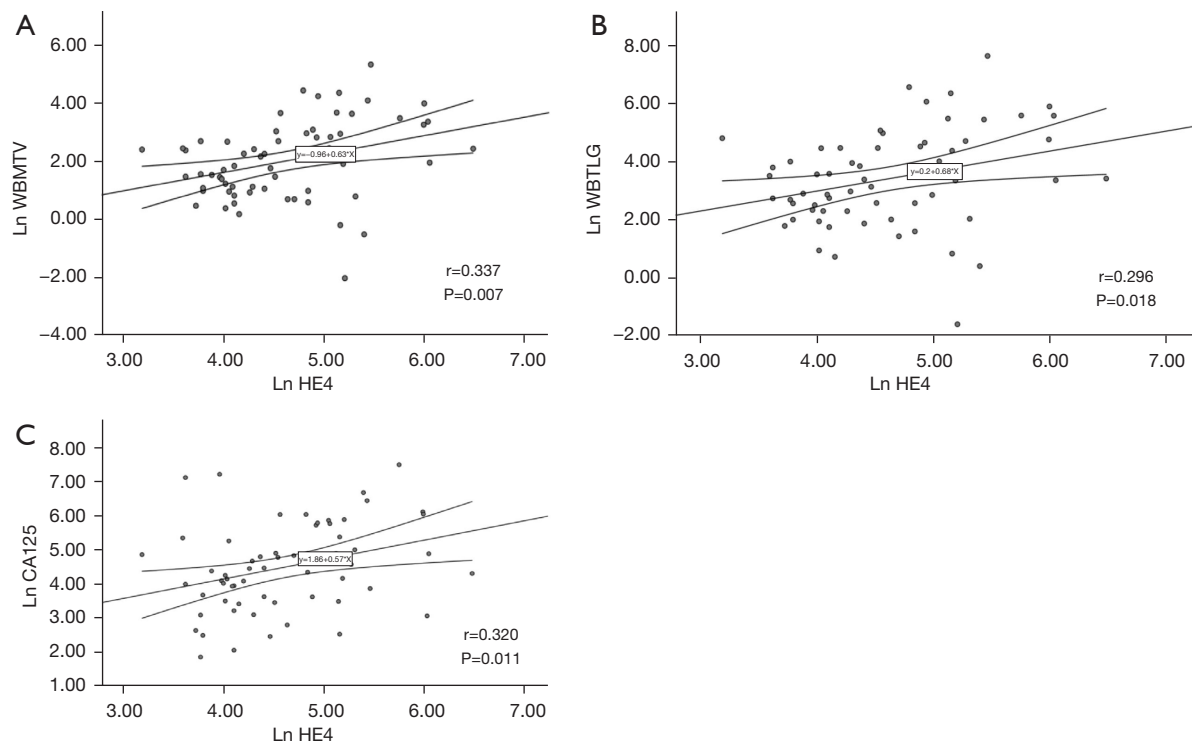 A
6.00
4.00
2.00
0.00
−2.00
−4.00
Ln WBMTV
y=−0.96+0.63*X
r=0.337
P=0.007
3.00 4.00 5.00 6.00 7.00
Ln HE4
B
8.00
6.00
4.00
2.00
0.00
−2.00
Ln WBTLG
y=0.2+0.68*X
r=0.296
P=0.018
3.00 4.00 5.00 6.00 7.00
Ln HE4
C
8.00
7.00
6.00
5.00
4.00
3.00
2.00
1.00
Ln CA125
y=1.86+0.57*X
r=0.320
P=0.011
3.00 4.00 5.00 6.00 7.00
Ln HE4